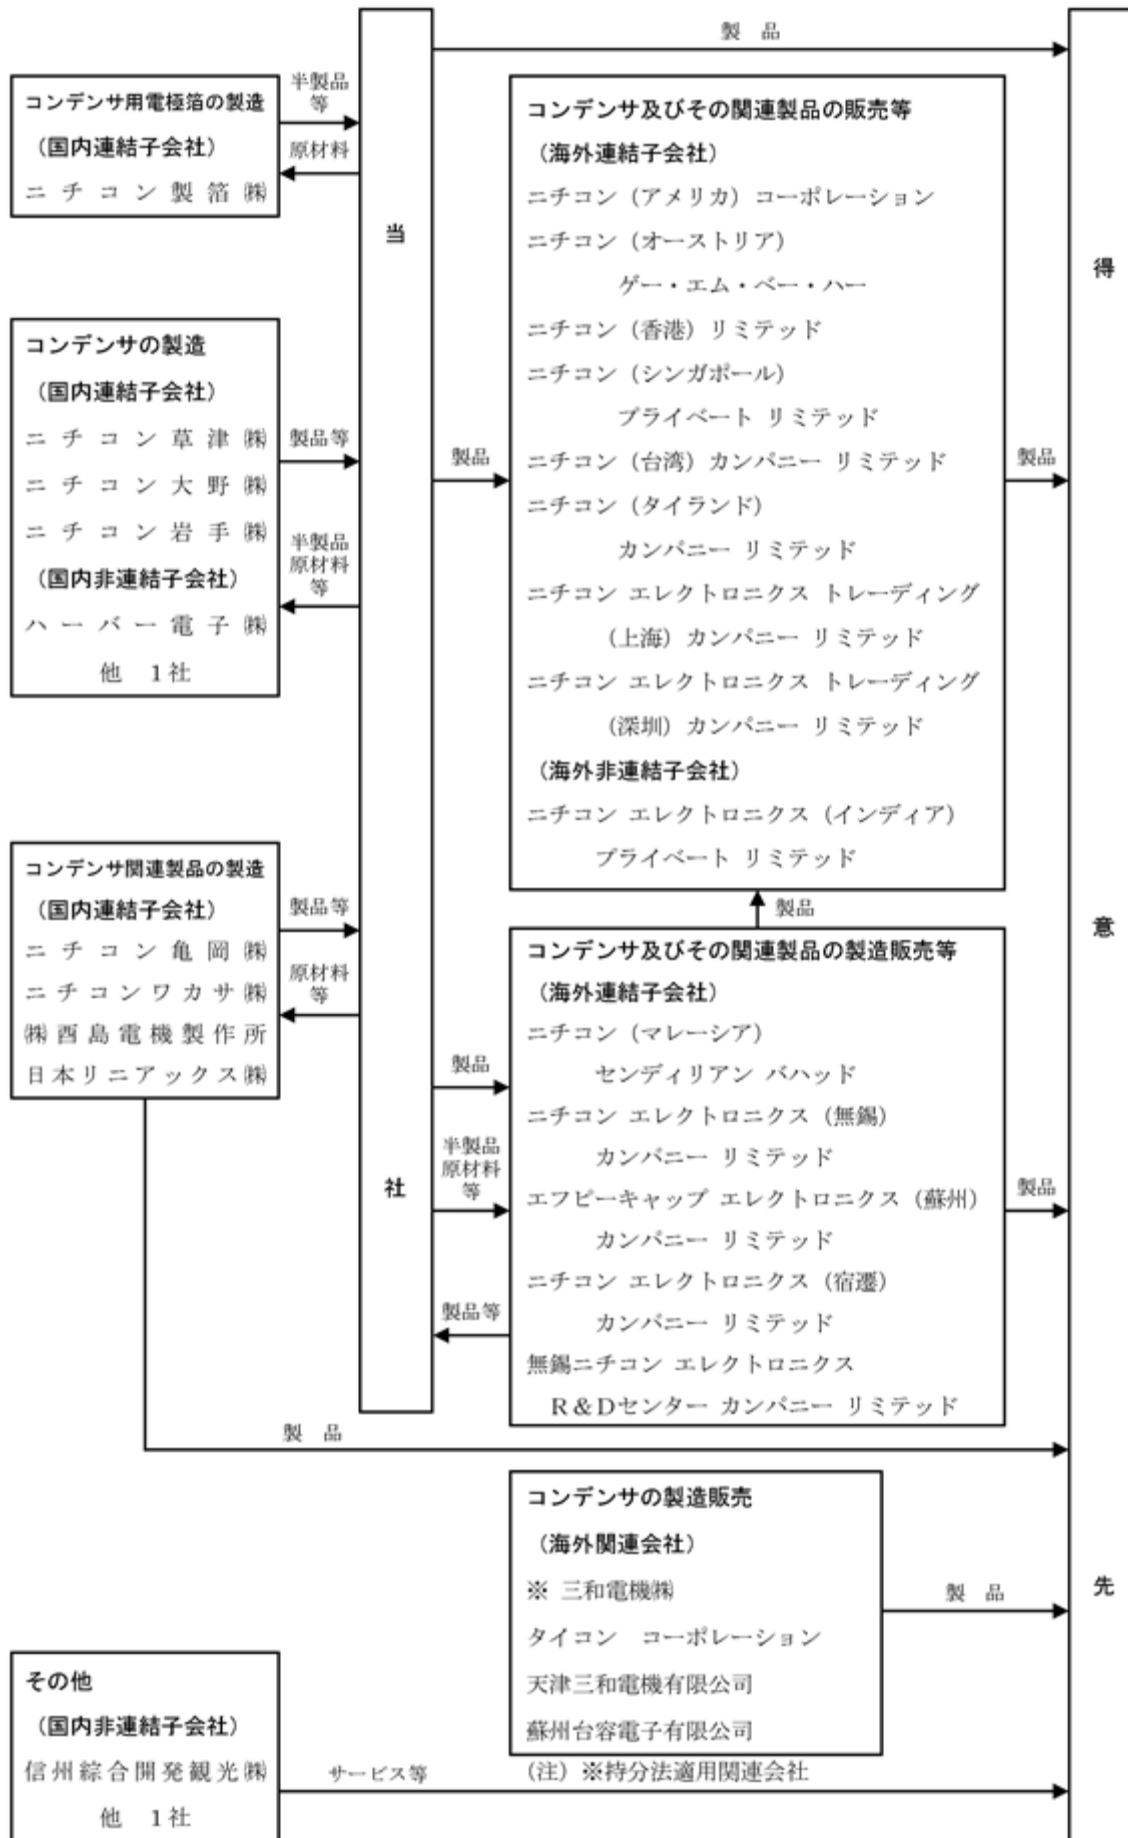 製 品
コンデンサ用電極箔の製造
(国内連結子会社)
ニチコン製箔㈱
半製品
等
原材料
当
社
コンデンサの製造
(国内連結子会社)
ニチコン草津㈱
ニチコン大野㈱
ニチコン岩手㈱
(国内非連結子会社)
ハーバー電子㈱
他 1社
製品等
半製品
原材料
等
コンデンサ関連製品の製造
(国内連結子会社)
ニチコン亀岡㈱
ニチコンワカサ㈱
㈱酉島電機製作所
日本リニアックス㈱
製品等
原材料
等
製品
コンデンサ及びその関連製品の販売等
(海外連結子会社)
ニチコン(アメリカ)コーポレーション
ニチコン(オーストリア)
ゲー・エム・ベー・ハー
ニチコン(香港)リミテッド
ニチコン(シンガポール)
プライベート リミテッド
ニチコン(台湾)カンパニー リミテッド
ニチコン(タイランド)
カンパニー リミテッド
ニチコン エレクトロニクス トレーディング
(上海)カンパニー リミテッド
ニチコン エレクトロニクス トレーディング
(深圳)カンパニー リミテッド
(海外非連結子会社)
ニチコン エレクトロニクス(インディア)
プライベート リミテッド
製品
製品
コンデンサ及びその関連製品の製造販売等
(海外連結子会社)
ニチコン(マレーシア)
センディリアン バハッド
ニチコン エレクトロニクス(無錫)
カンパニー リミテッド
エフピーキャップ エレクトロニクス(蘇州)
カンパニー リミテッド
ニチコン エレクトロニクス(宿遷)
カンパニー リミテッド
無錫ニチコン エレクトロニクス
R&Dセンター カンパニー リミテッド
製品
半製品
原材料
等
製品等
製品
製 品
コンデンサの製造販売
(海外関連会社)
※ 三和電機㈱
タイコン コーポレーション
天津三和電機有限公司
蘇州台容電子有限公司
(注)※持分法適用関連会社
製 品
その他
(国内非連結子会社)
信州綜合開発観光㈱
他 1社
サービス等
得
意
先